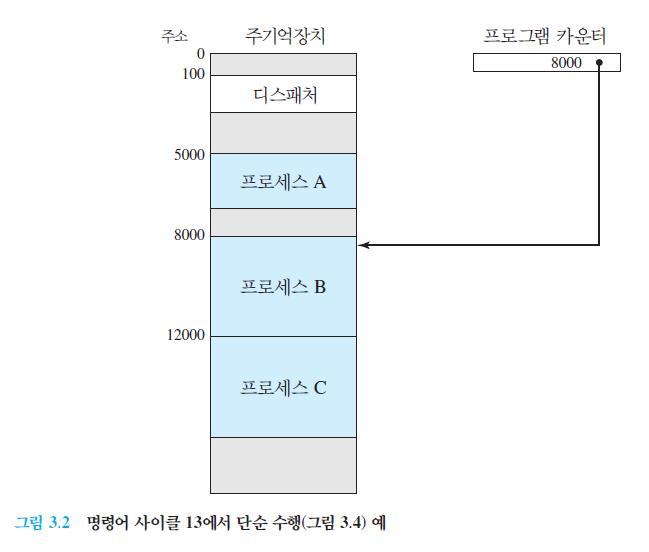 주소 주기억장치 프로그램 카운터
0
8000
100
디스패처
5000
프로세스 A
8000
프로세스 B
12000
프로세스 C
그림 3.2 명령어 사이클 13에서 단순 수행(그림 3.4) 예